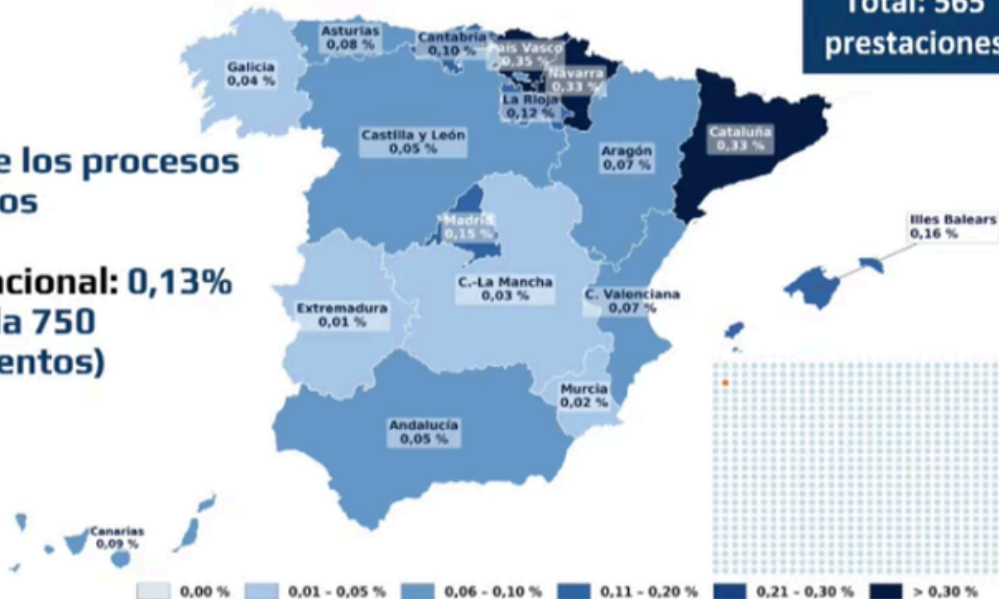 Total: 565
prestaciones
e los procesos
os
acional: 0,13%
la 750
entos)
Asturias
0,08 %
Cantabria
0,10 %
País Vasco
0,35 %
Navarra
0,33 %
Galicia
0,04 %
La Rioja
0,12 %
Castilla y León
0,05 %
Aragón
0,07 %
Cataluña
0,33 %
Madrid
0,15 %
Illes Balears
0,16 %
C.-La Mancha
0,03 %
C. Valenciana
0,07 %
Extremadura
0,01 %
Murcia
0,02 %
Andalucía
0,05 %
Canarias
0,09 %
0,00 %
0,01 - 0,05 %
0,06 - 0,10 %
0,11 - 0,20 %
0,21 - 0,30 %
> 0,30 %